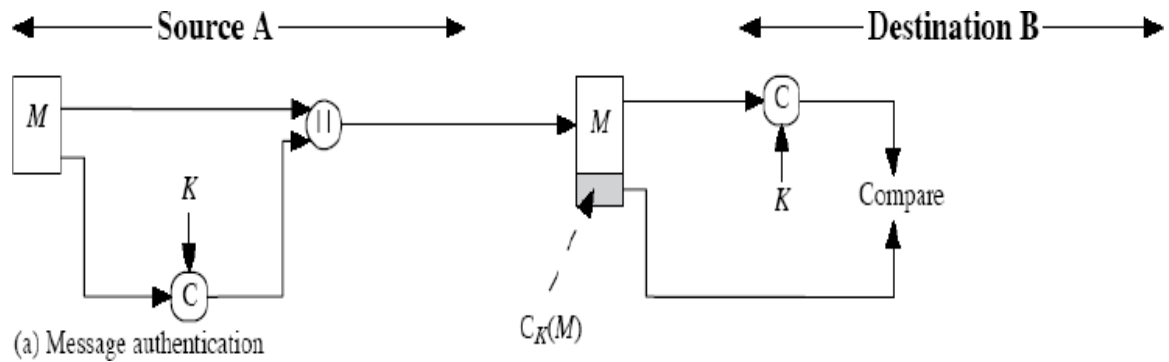 Source A
Destination B
M
||
K
C
M
C
K
Compare
C_K(M)
(a) Message authentication